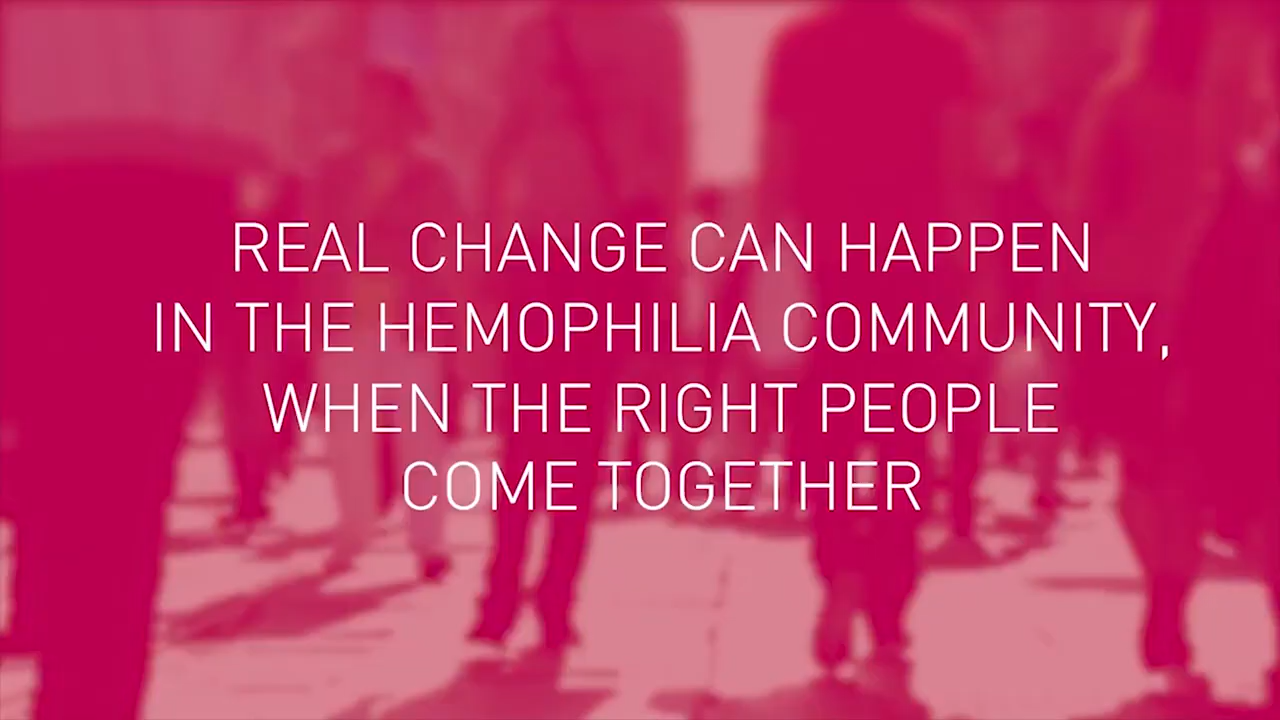 REAL CHANGE CAN HAPPEN
IN THE HEMOPHILIA COMMUNITY,
WHEN THE RIGHT PEOPLE
COME TOGETHER